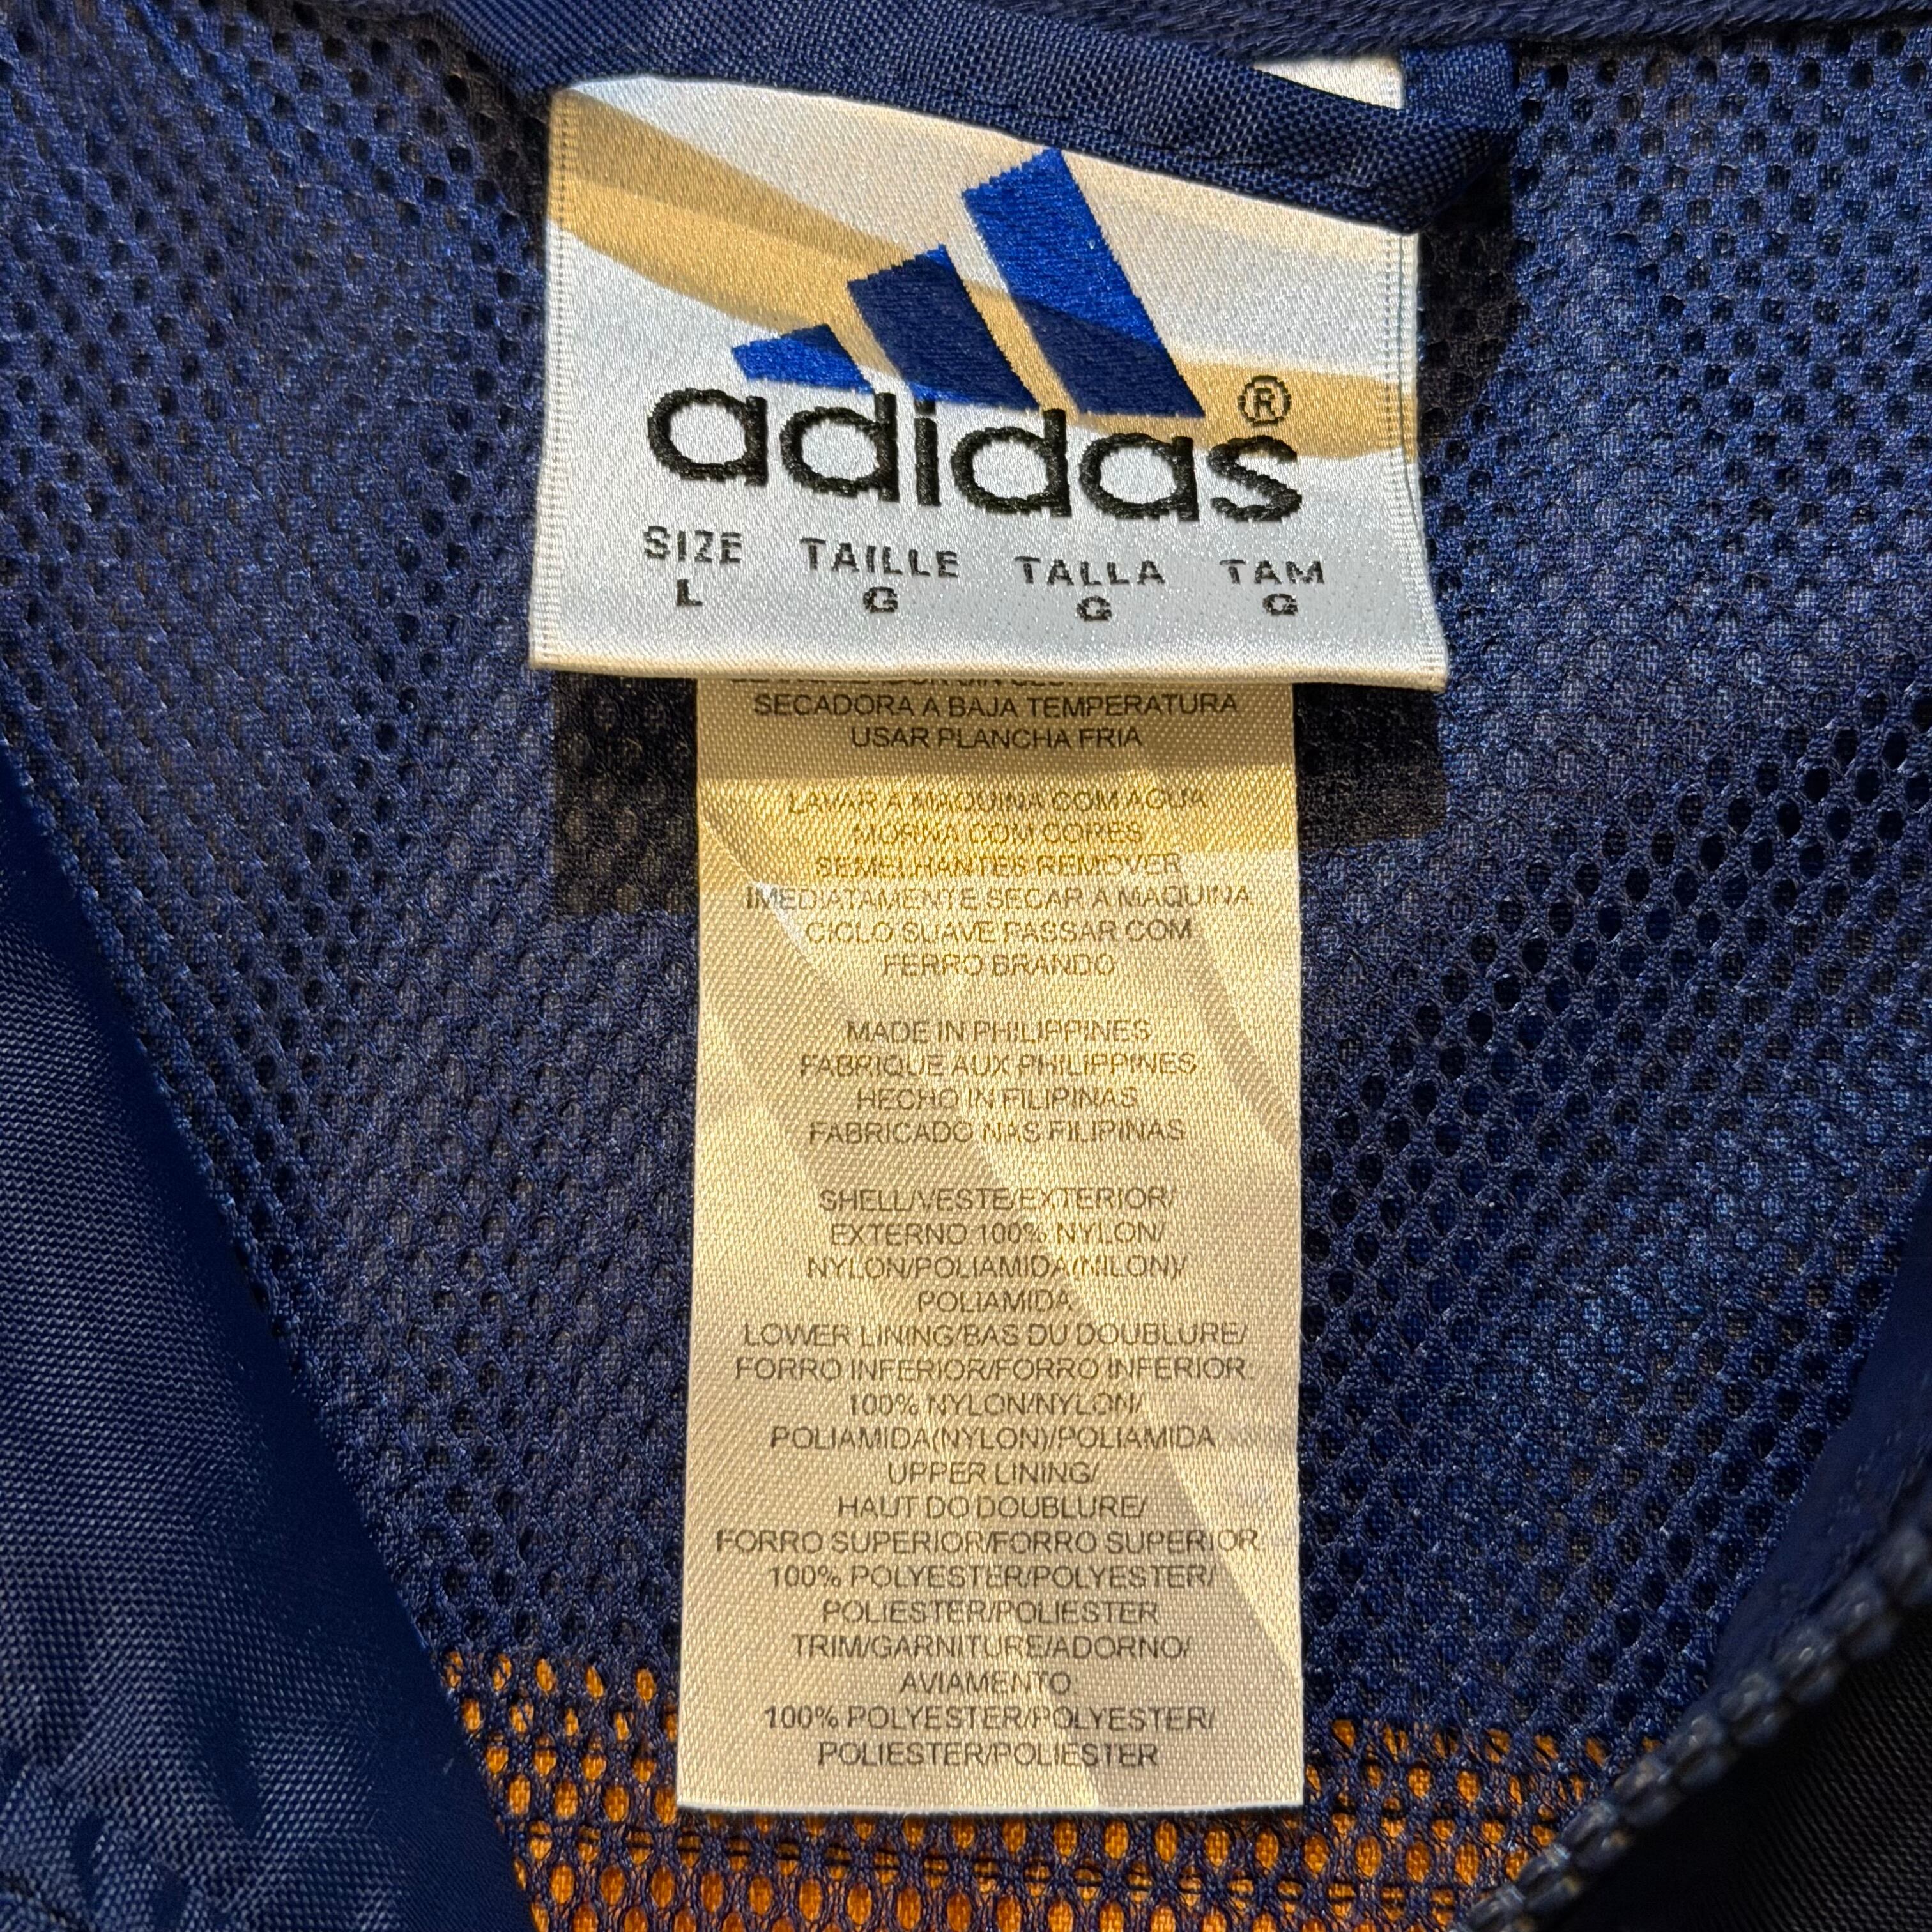 adidas®
SIZE TAILLE TALLA TAM
L G G G
SECADORA A BAJA TEMPERATURA
USAR PLANCHA FRIA
LAVAR A MAQUINA COM AGUA
MORNA COM CORES
SEMELHANTES REMOVER
IMEDIATAMENTE SECAR A MAQUINA
CICLO SUAVE PASSAR COM
FERRO BRANDO
MADE IN PHILIPPINES
FABRIQUE AUX PHILIPPINES
HECHO IN FILIPINAS
FABRICADO NAS FILIPINAS
SHELL/VESTE/EXTERIOR/
EXTERNO 100% NYLON/
NYLON/POLIAMIDA(NILON)/
POLIAMIDA
LOWER LINING/BAS DU DOUBLURE/
FORRO INFERIOR/FORRO INFERIOR
100% NYLON/NYLON/
POLIAMIDA(NYLON)/POLIAMIDA
UPPER LINING/
HAUT DO DOUBLURE/
FORRO SUPERIOR/FORRO SUPERIOR
100% POLYESTER/POLYESTER/
POLIESTER/POLIESTER
TRIM/GARNITURE/ADORNO/
AVIAMENTO
100% POLYESTER/POLYESTER/
POLIESTER/POLIESTER